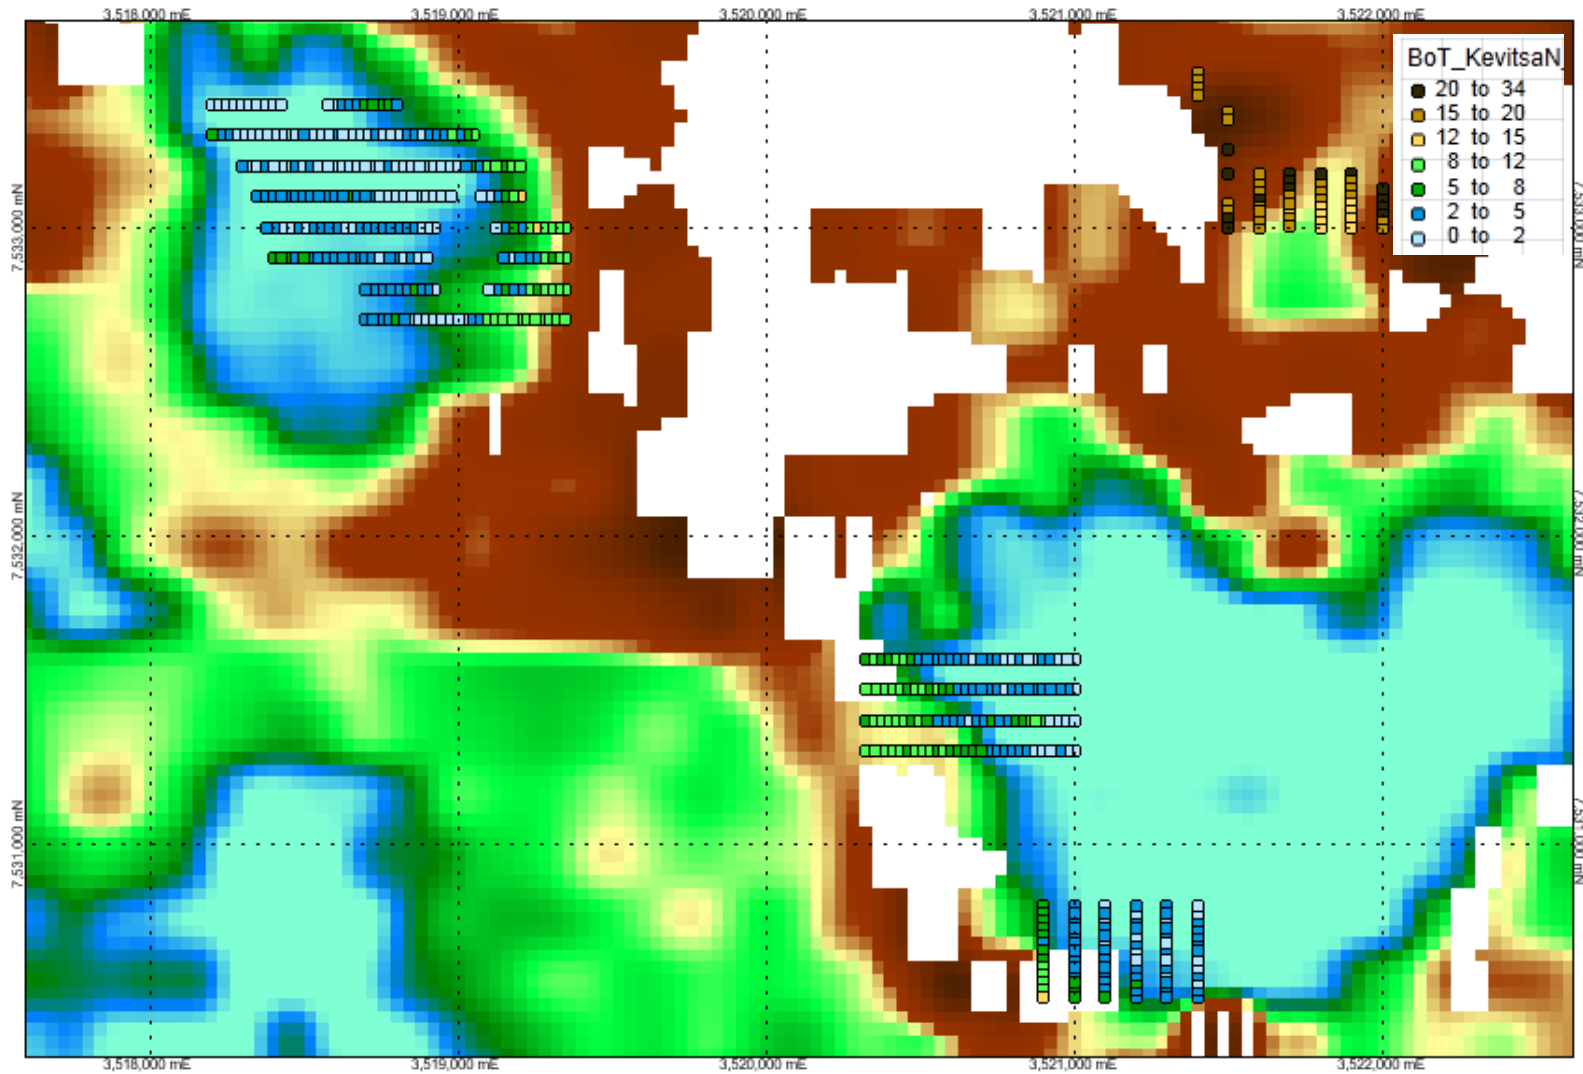 3,518,000 mE 3,519,000 mE 3,520,000 mE 3,521,000 mE 3,522,000 mE
BoT_KevitsaN_
20 to 34
15 to 20
12 to 15
8 to 12
5 to 8
2 to 5
0 to 2
7,533,000 mN
7,532,000 mN
7,531,000 mN
3,518,000 mE 3,519,000 mE 3,520,000 mE 3,521,000 mE 3,522,000 mE